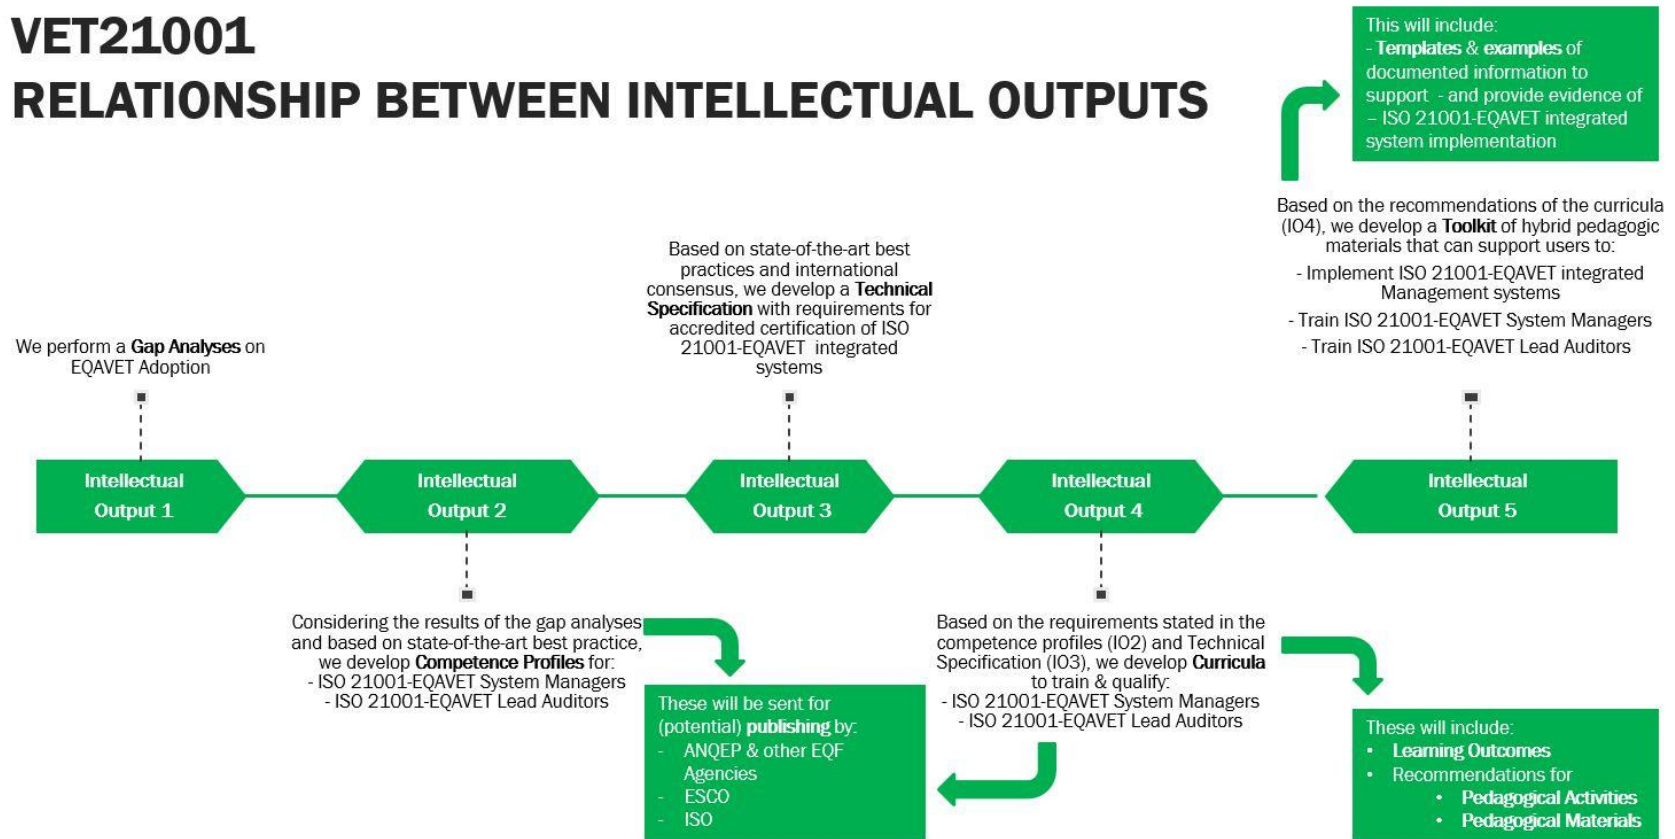 VET21001
RELATIONSHIP BETWEEN INTELLECTUAL OUTPUTS
This will include:
- Templates & examples of
documented information to
support - and provide evidence of
– ISO 21001-EQAVET integrated
system implementation
Based on the recommendations of the curricula
(IO4), we develop a Toolkit of hybrid pedagogic
materials that can support users to:
- Implement ISO 21001-EQAVET integrated
Management systems
- Train ISO 21001-EQAVET System Managers
- Train ISO 21001-EQAVET Lead Auditors
Based on state-of-the-art best
practices and international
consensus, we develop a Technical
Specification with requirements for
accredited certification of ISO
21001-EQAVET integrated
systems
We perform a Gap Analyses on
EQAVET Adoption
Intellectual
Output 1
Intellectual
Output 2
Intellectual
Output 3
Intellectual
Output 4
Intellectual
Output 5
Considering the results of the gap analyses
and based on state-of-the-art best practice,
we develop Competence Profiles for:
- ISO 21001-EQAVET System Managers
- ISO 21001-EQAVET Lead Auditors
These will be sent for
(potential) publishing by:
- ANQEP & other EQF
Agencies
- ESCO
- ISO
Based on the requirements stated in the
competence profiles (IO2) and Technical
Specification (IO3), we develop Curricula
to train & qualify:
- ISO 21001-EQAVET System Managers
- ISO 21001-EQAVET Lead Auditors
These will include:
• Learning Outcomes
• Recommendations for
• Pedagogical Activities
• Pedagogical Materials